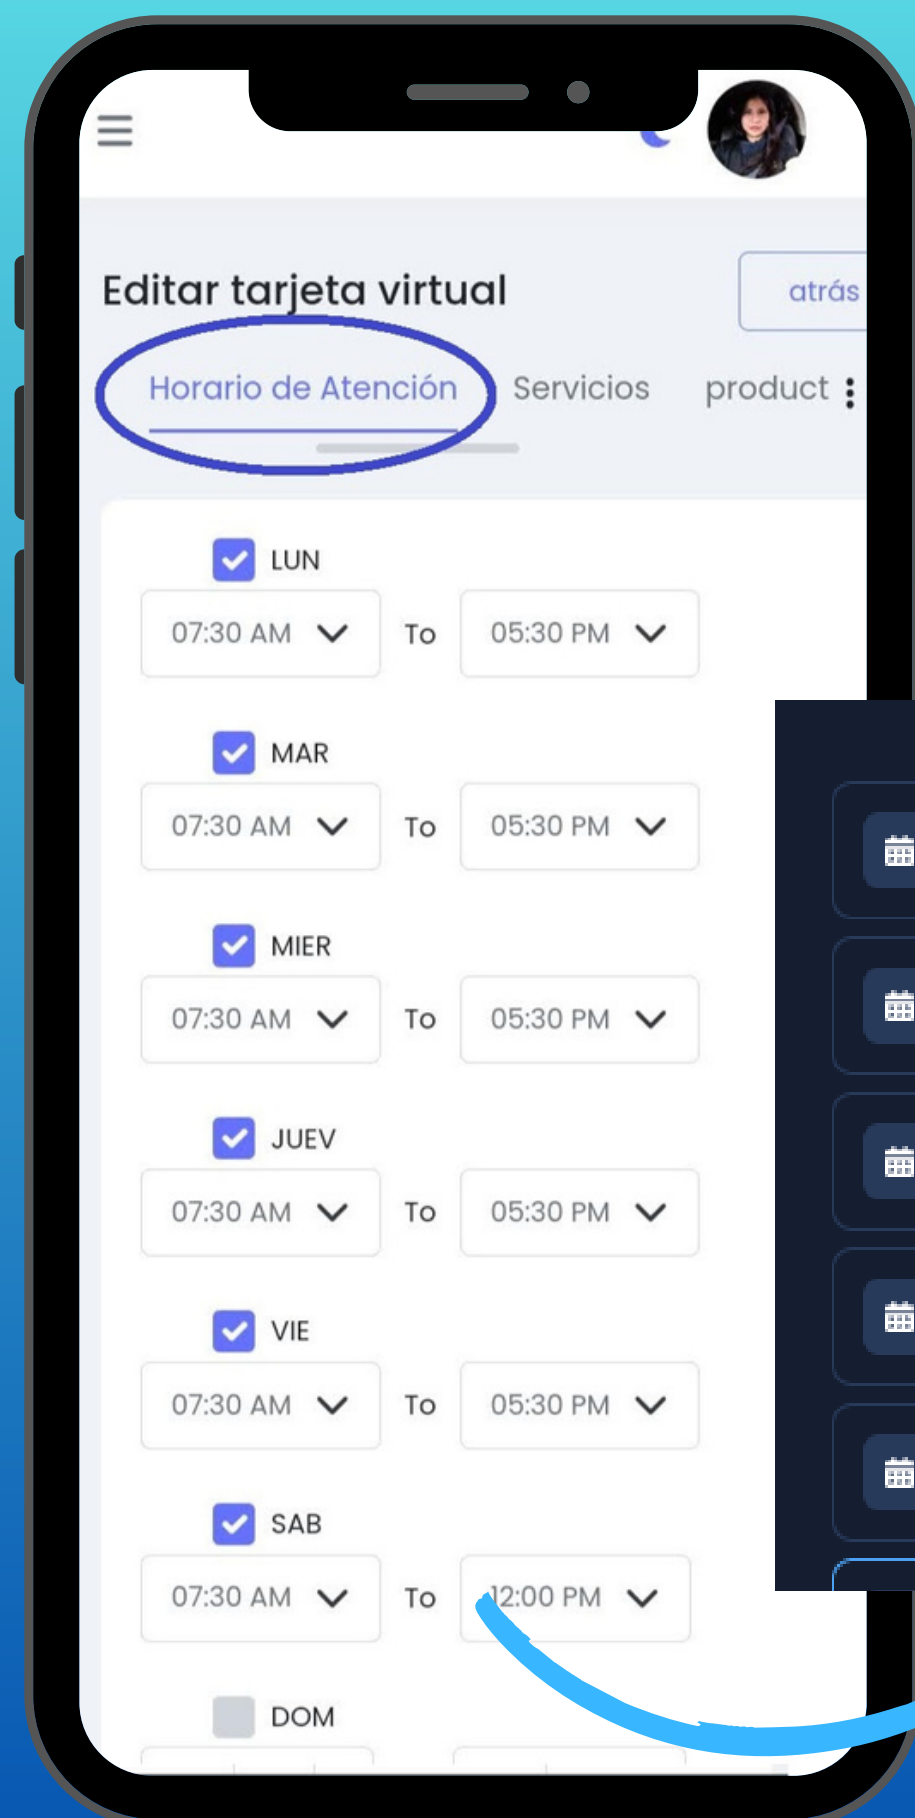 Editar tarjeta virtual
atrás
Horario de Atención Servicios product
LUN
07:30 AM To 05:30 PM
MAR
07:30 AM To 05:30 PM
MIER
07:30 AM To 05:30 PM
JUEV
07:30 AM To 05:30 PM
VIE
07:30 AM To 05:30 PM
SAB
07:30 AM To 12:00 PM
DOM